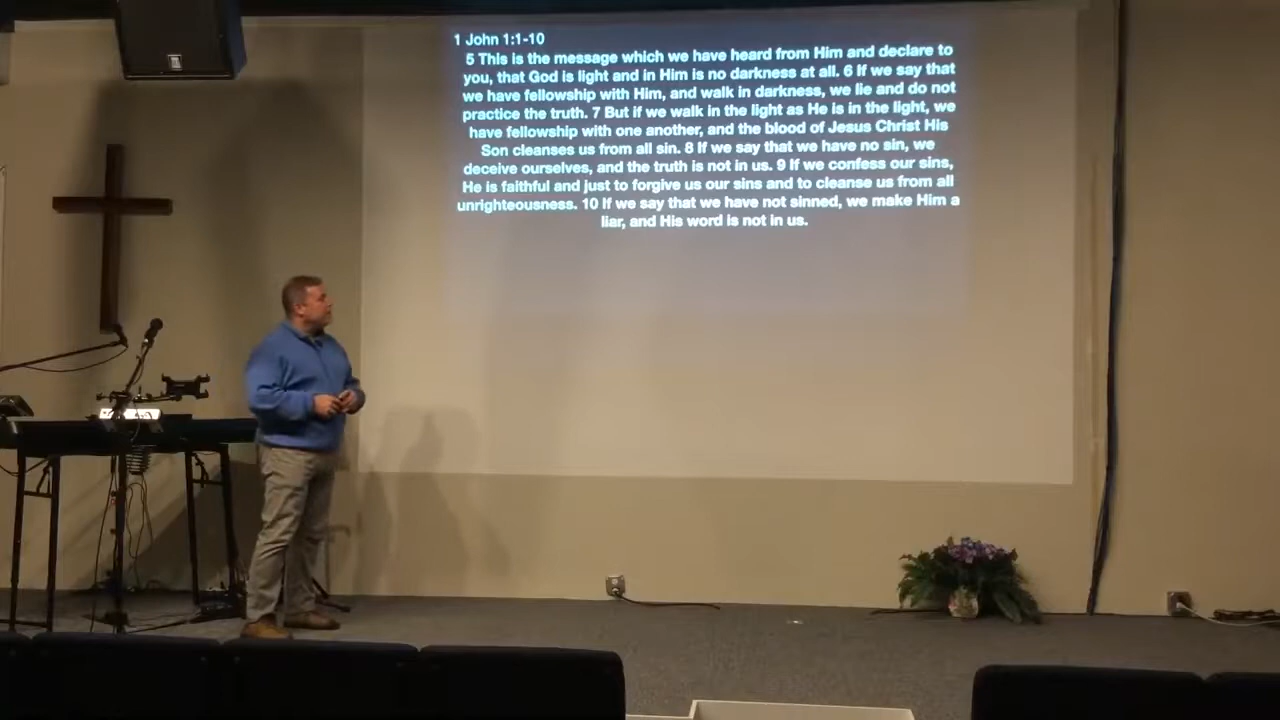 1 John 1:1-10
5 This is the message which we have heard from Him and declare to
you, that God is light and in Him is no darkness at all. 6 If we say that
we have fellowship with Him, and walk in darkness, we lie and do not
practice the truth. 7 But if we walk in the light as He is in the light, we
have fellowship with one another, and the blood of Jesus Christ His
Son cleanses us from all sin. 8 If we say that we have no sin, we
deceive ourselves, and the truth is not in us. 9 If we confess our sins,
He is faithful and just to forgive us our sins and to cleanse us from all
unrighteousness. 10 If we say that we have not sinned, we make Him a
liar, and His word is not in us.